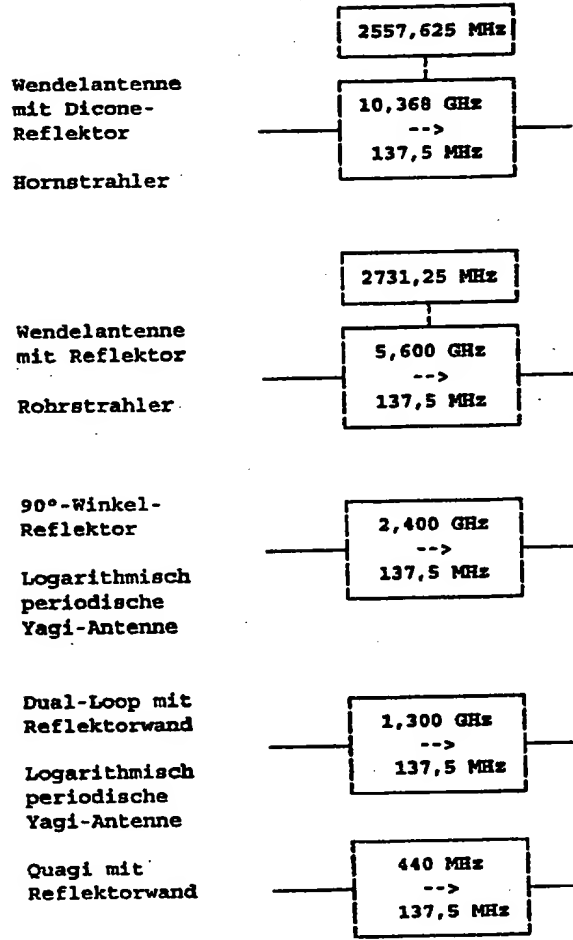 2557,625 MHz
Wendelantenne
mit Dicone-
Reflektor
Hornstrahler
10,368 GHz
-->
137,5 MHz
2731,25 MHz
Wendelantenne
mit Reflektor
Rohrstrahler
5,600 GHz
-->
137,5 MHz
90°-Winkel-
Reflektor
Logarithmisch
periodische
Yagi-Antenne
2,400 GHz
-->
137,5 MHz
Dual-Loop mit
Reflektorwand
Logarithmisch
periodische
Yagi-Antenne
1,300 GHz
-->
137,5 MHz
Quagi mit
Reflektorwand
440 MHz
-->
137,5 MHz